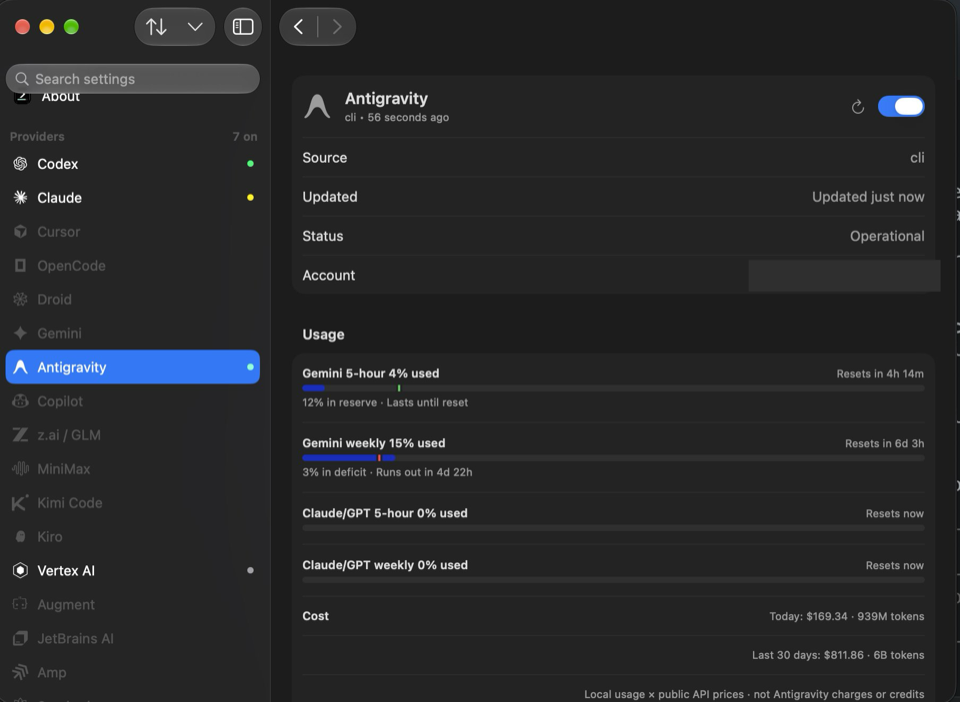 Search settings
About
Providers 7 on
Codex
Claude
Cursor
OpenCode
Droid
Gemini
Antigravity
Copilot
z.ai / GLM
MiniMax
Kimi Code
Kiro
Vertex AI
Augment
JetBrains AI
Amp
Antigravity
cli • 56 seconds ago
Source cli
Updated Updated just now
Status Operational
Account
Usage
Gemini 5-hour 4% used Resets in 4h 14m
12% in reserve · Lasts until reset
Gemini weekly 15% used Resets in 6d 3h
3% in deficit · Runs out in 4d 22h
Claude/GPT 5-hour 0% used Resets now
Claude/GPT weekly 0% used Resets now
Cost Today: $169.34 · 939M tokens
Last 30 days: $811.86 · 6B tokens
Local usage × public API prices · not Antigravity charges or credits